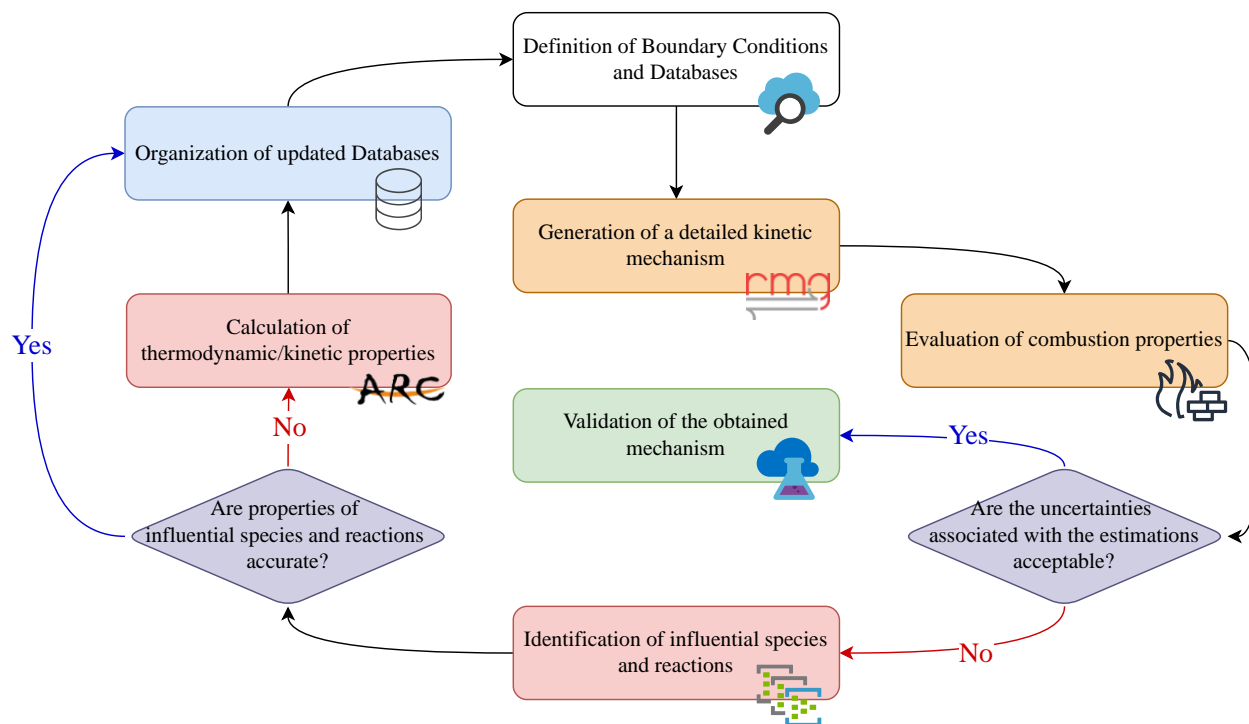 Definition of Boundary Conditions
and Databases
Organization of updated Databases
Generation of a detailed kinetic
mechanism
rmg
Calculation of
thermodynamic/kinetic properties
ARC
Evaluation of combustion properties
Yes
No
Validation of the obtained
mechanism
Yes
Are properties of
influential species and reactions
accurate?
Are the uncertainties
associated with the estimations
acceptable?
Identification of influential species
and reactions
No